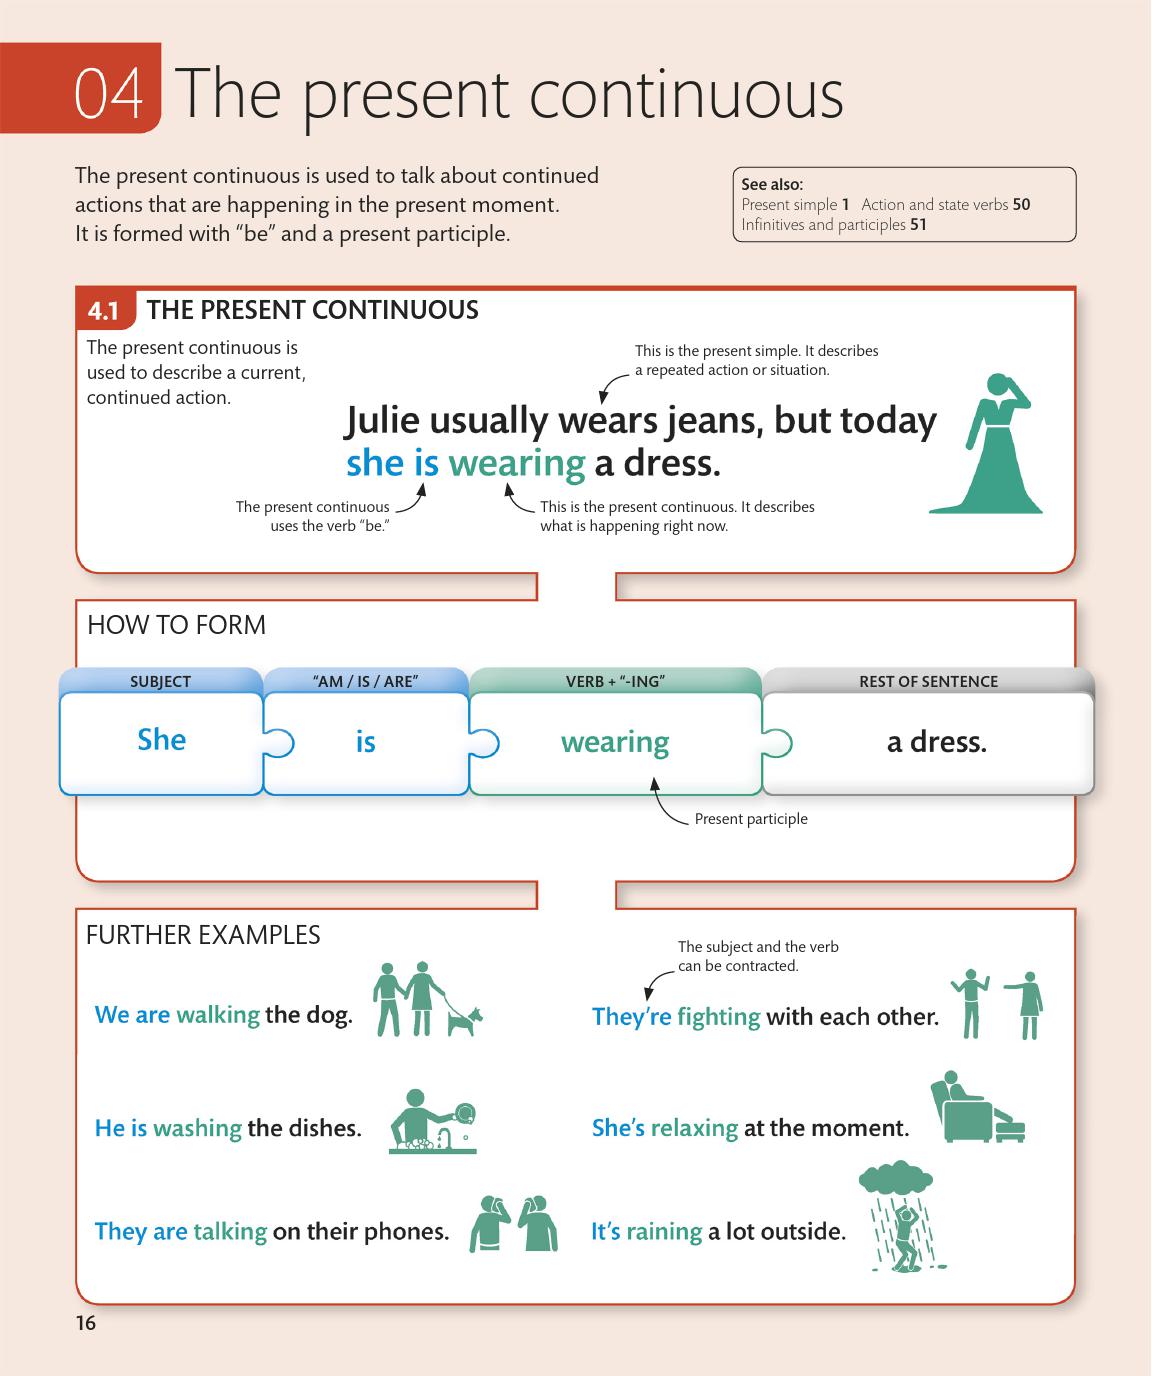 04 The present continuous
The present continuous is used to talk about continued
actions that are happening in the present moment.
It is formed with “be” and a present participle.
See also:
Present simple 1 Action and state verbs 50
Infinitives and participles 51
4.1 THE PRESENT CONTINUOUS
The present continuous is
used to describe a current,
continued action.
This is the present simple. It describes
a repeated action or situation.
Julie usually wears jeans, but today
she is wearing a dress.
The present continuous
uses the verb “be.”
This is the present continuous. It describes
what is happening right now.
HOW TO FORM
SUBJECT
“AM / IS / ARE”
VERB + “-ING”
REST OF SENTENCE
She
is
wearing
a dress.
Present participle
FURTHER EXAMPLES
We are walking the dog.
The subject and the verb
can be contracted.
They’re fighting with each other.
He is washing the dishes.
She’s relaxing at the moment.
They are talking on their phones.
It’s raining a lot outside.
16